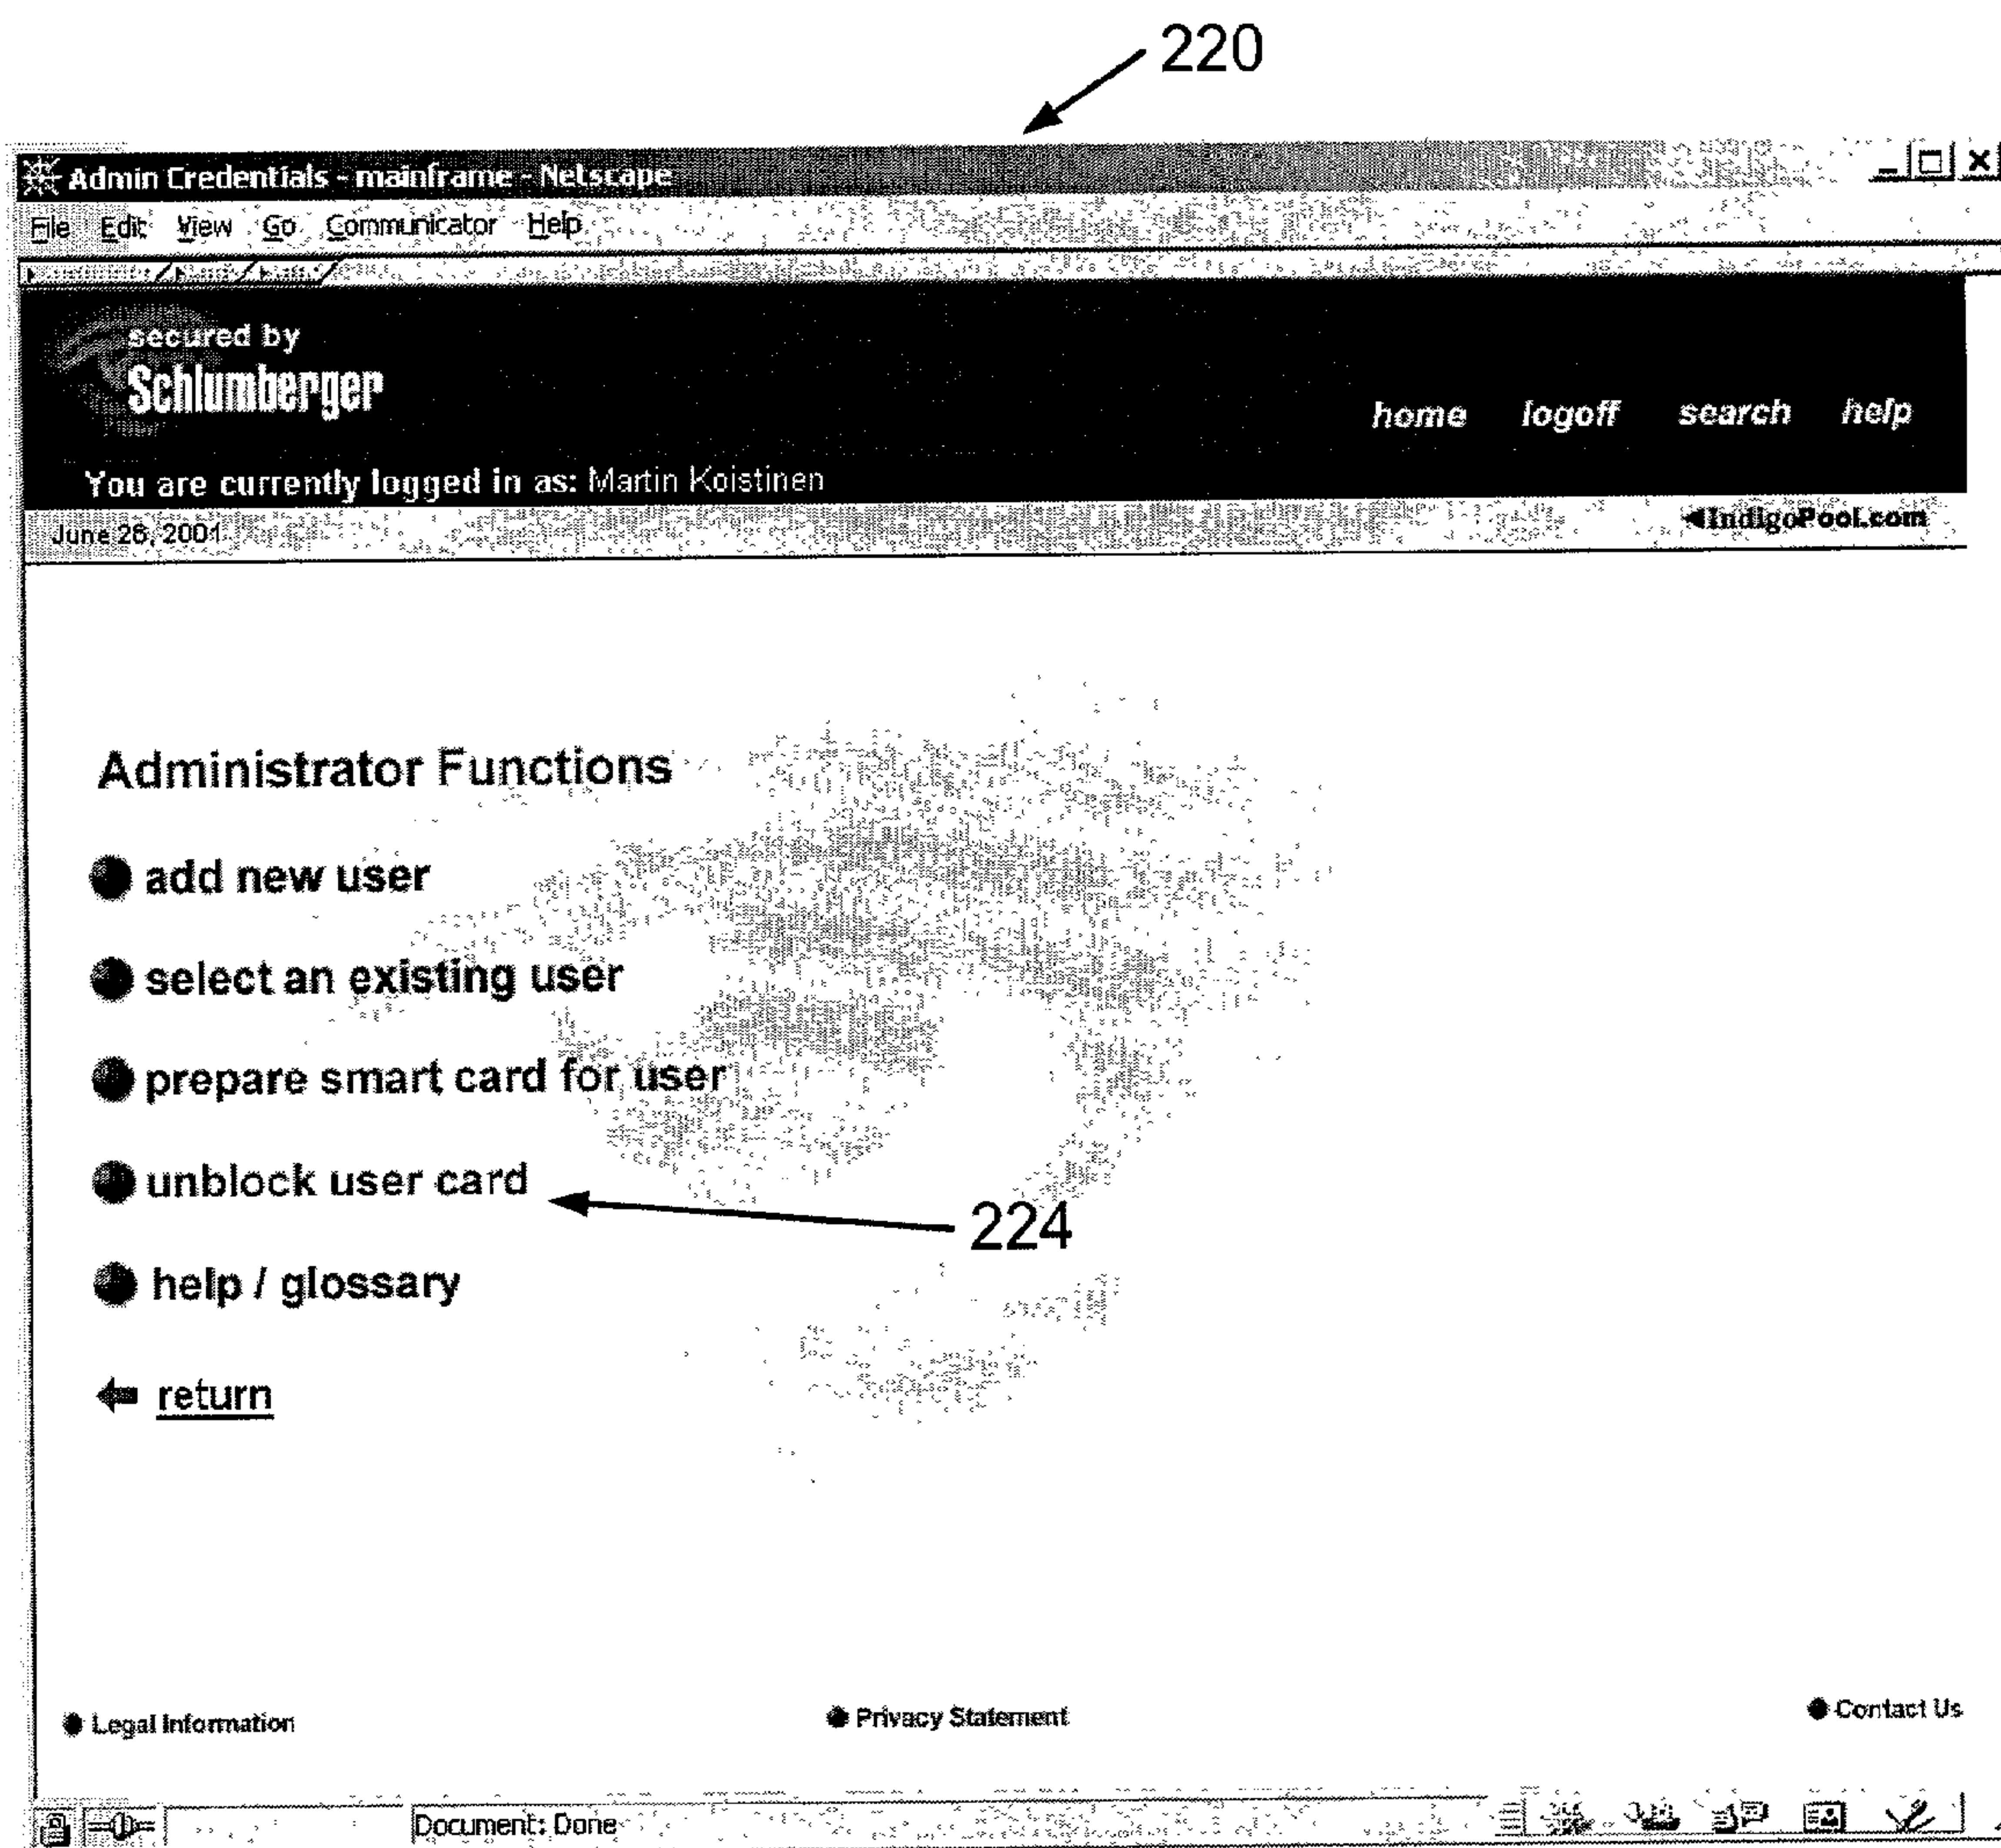 220
Admin Credentials - mainframe - Netscape
File Edit View Go Communicator Help
secured by
Schlumberger
home logoff search help
You are currently logged in as: Martin Koistinen
June 26, 2001
IndigoPool.com
Administrator Functions
add new user
select an existing user
prepare smart card for user
unblock user card
224
help / glossary
return
Legal Information Privacy Statement Contact Us
Document: Done